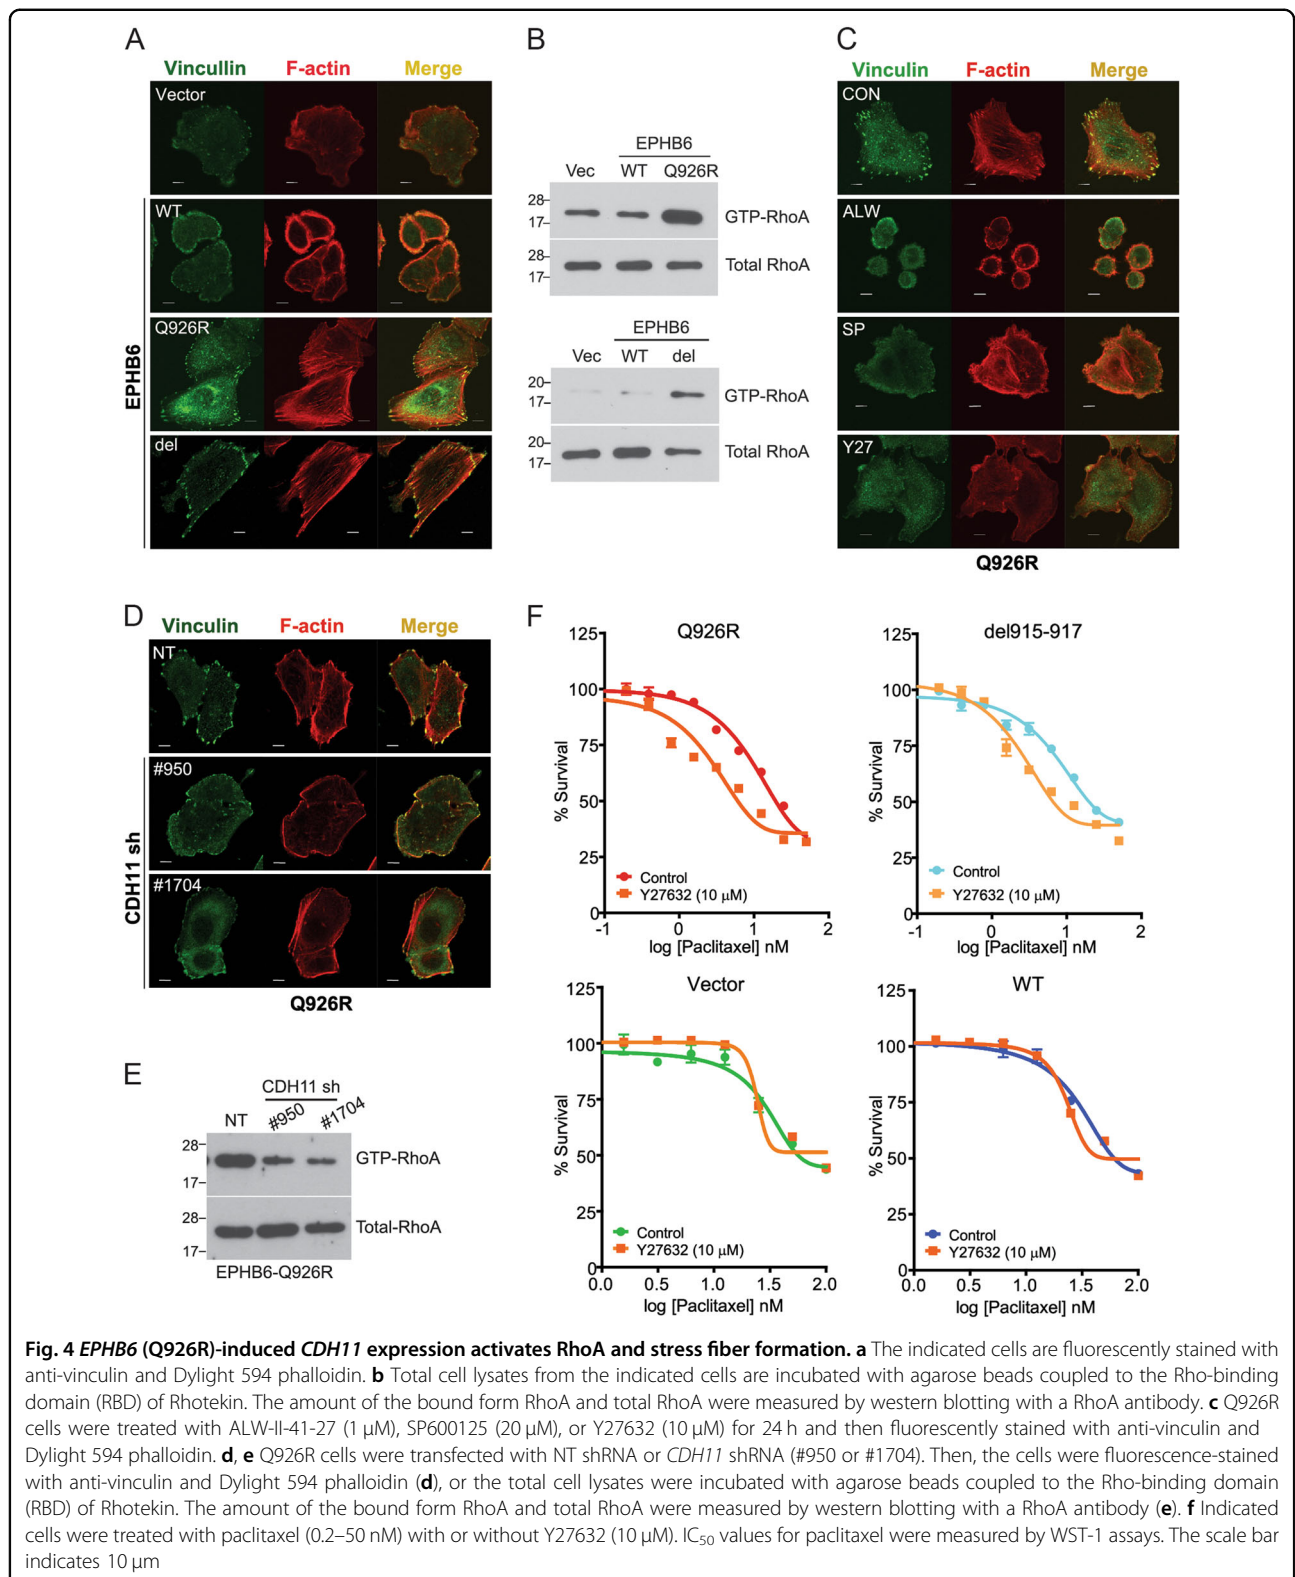 A
Vincullin F-actin Merge
Vector
WT
Q926R
del
EPHB6
B
EPHB6
Vec WT Q926R
28
17
GTP-RhoA
28
17
Total RhoA
EPHB6
Vec WT del
20
17
GTP-RhoA
20
17
Total RhoA
C
Vinculin F-actin Merge
CON
ALW
SP
Y27
Q926R
D
Vinculin F-actin Merge
NT
#950
#1704
CDH11 sh
Q926R
E
CDH11 sh
NT #950 #1704
28
17
GTP-RhoA
28
17
Total-RhoA
EPHB6-Q926R
F
Q926R
% Survival
125
100
75
50
25
0
Control
Y27632 (10 µM)
-1 0 1 2
log [Paclitaxel] nM
del915-917
% Survival
125
100
75
50
25
0
Control
Y27632 (10 µM)
-1 0 1 2
log [Paclitaxel] nM
Vector
% Survival
125
100
75
50
25
0
Control
Y27632 (10 µM)
0.0 0.5 1.0 1.5 2.0
log [Paclitaxel] nM
WT
% Survival
125
100
75
50
25
0
Control
Y27632 (10 µM)
0.0 0.5 1.0 1.5 2.0
log [Paclitaxel] nM
Fig. 4 EPHB6 (Q926R)-induced CDH11 expression activates RhoA and stress fiber formation. a The indicated cells are fluorescently stained with
anti-vinculin and Dylight 594 phalloidin. b Total cell lysates from the indicated cells are incubated with agarose beads coupled to the Rho-binding
domain (RBD) of Rhotekin. The amount of the bound form RhoA and total RhoA were measured by western blotting with a RhoA antibody. c Q926R
cells were treated with ALW-II-41-27 (1 µM), SP600125 (20 µM), or Y27632 (10 µM) for 24 h and then fluorescently stained with anti-vinculin and
Dylight 594 phalloidin. d, e Q926R cells were transfected with NT shRNA or CDH11 shRNA (#950 or #1704). Then, the cells were fluorescence-stained
with anti-vinculin and Dylight 594 phalloidin (d), or the total cell lysates were incubated with agarose beads coupled to the Rho-binding domain
(RBD) of Rhotekin. The amount of the bound form RhoA and total RhoA were measured by western blotting with a RhoA antibody (e). f Indicated
cells were treated with paclitaxel (0.2–50 nM) with or without Y27632 (10 µM). IC50 values for paclitaxel were measured by WST-1 assays. The scale bar
indicates 10 µm